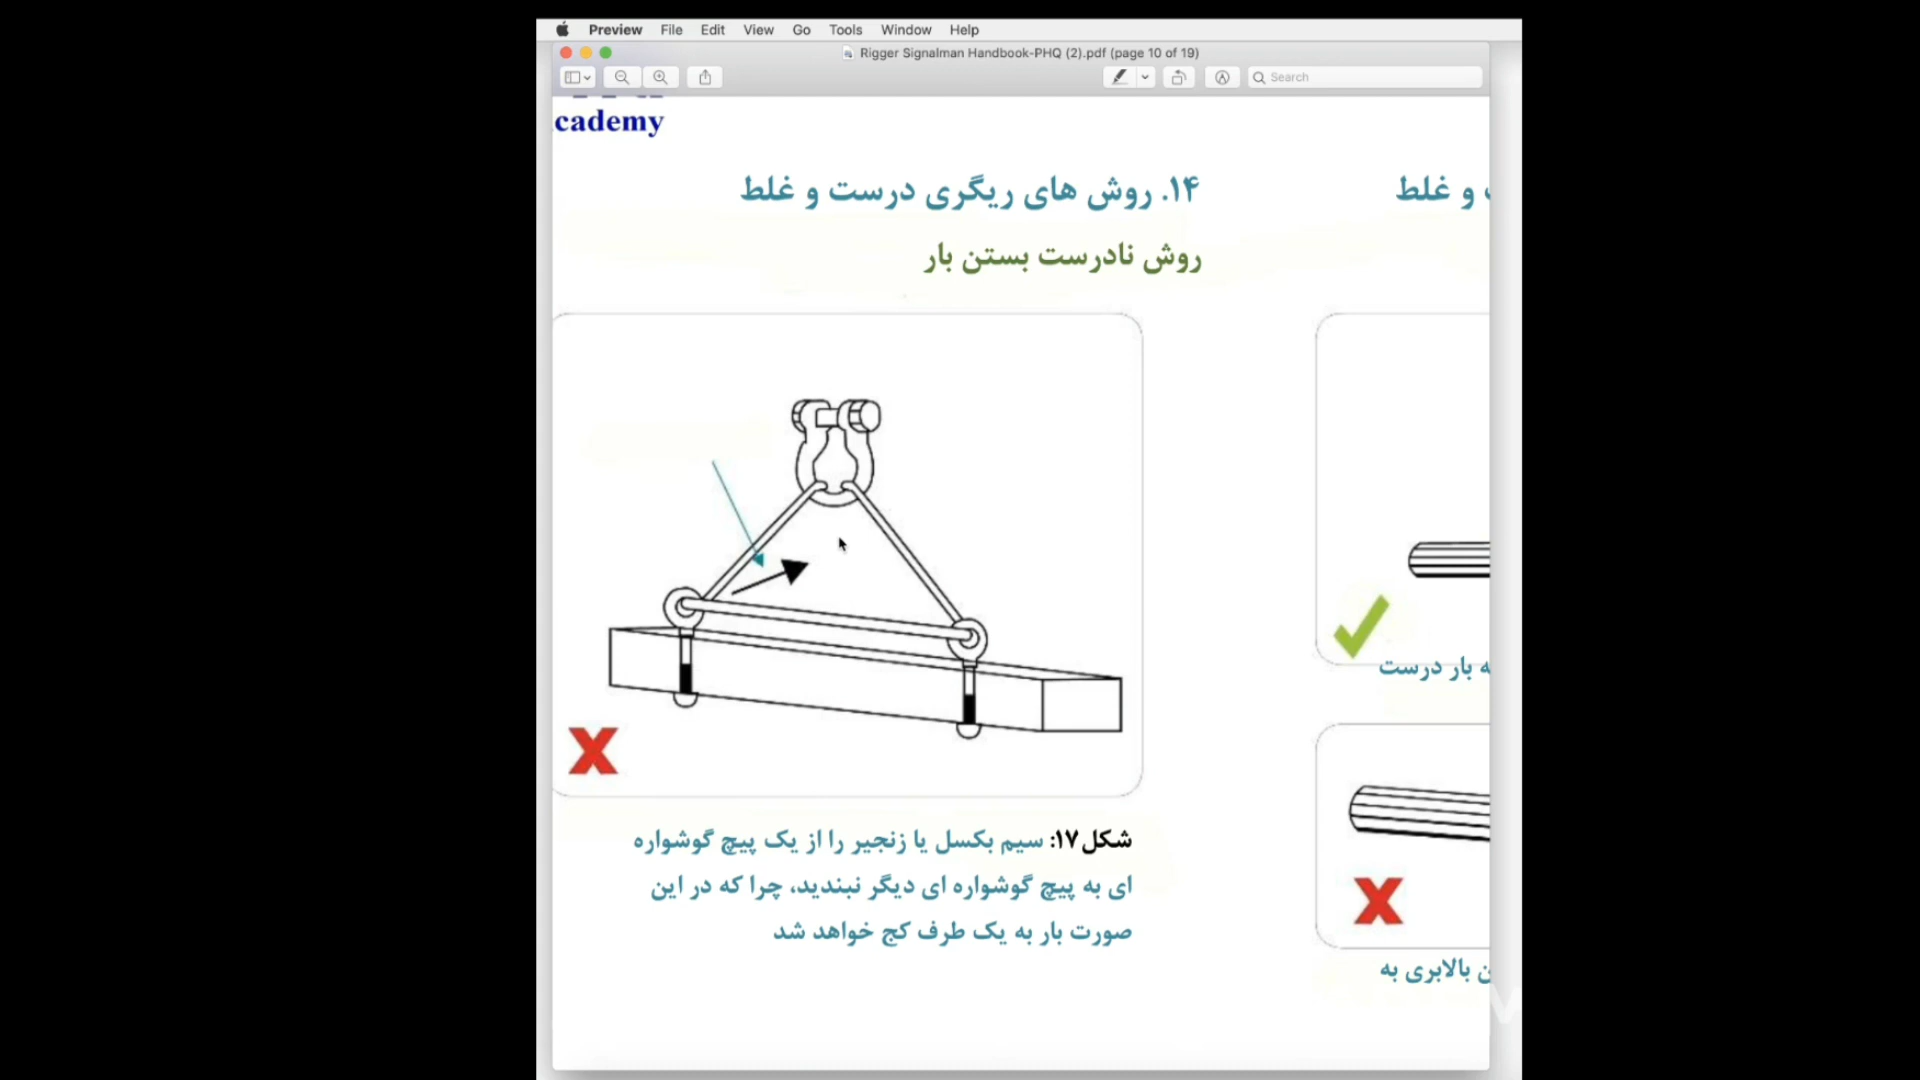 Preview File Edit View Go Tools Window Help
Rigger Signalman Handbook-PHQ (2).pdf (page 10 of 19)
Search
cademy
۱۴. روش های ریگری درست و غلط
و غلط
روش نادرست بستن بار
شکل۱۷: سیم بکسل یا زنجیر را از یک پیچ گوشواره
ای به پیچ گوشواره ای دیگر نبندید، چرا که در این
صورت بار به یک طرف کج خواهد شد
ه بار درست
ن بالابری به